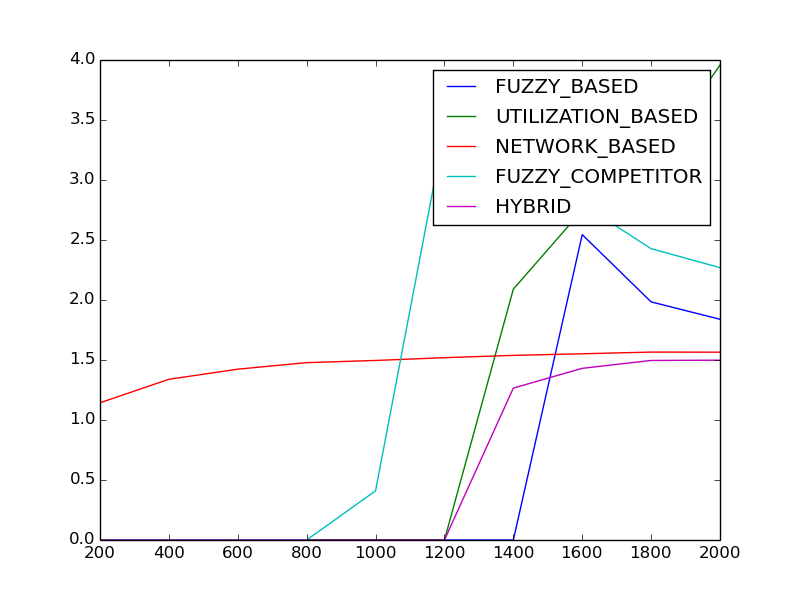 4.0
3.5
3.0
2.5
2.0
1.5
1.0
0.5
0.0
200 400 600 800 1000 1200 1400 1600 1800 2000
FUZZY_BASED
UTILIZATION_BASED
NETWORK_BASED
FUZZY_COMPETITOR
HYBRID